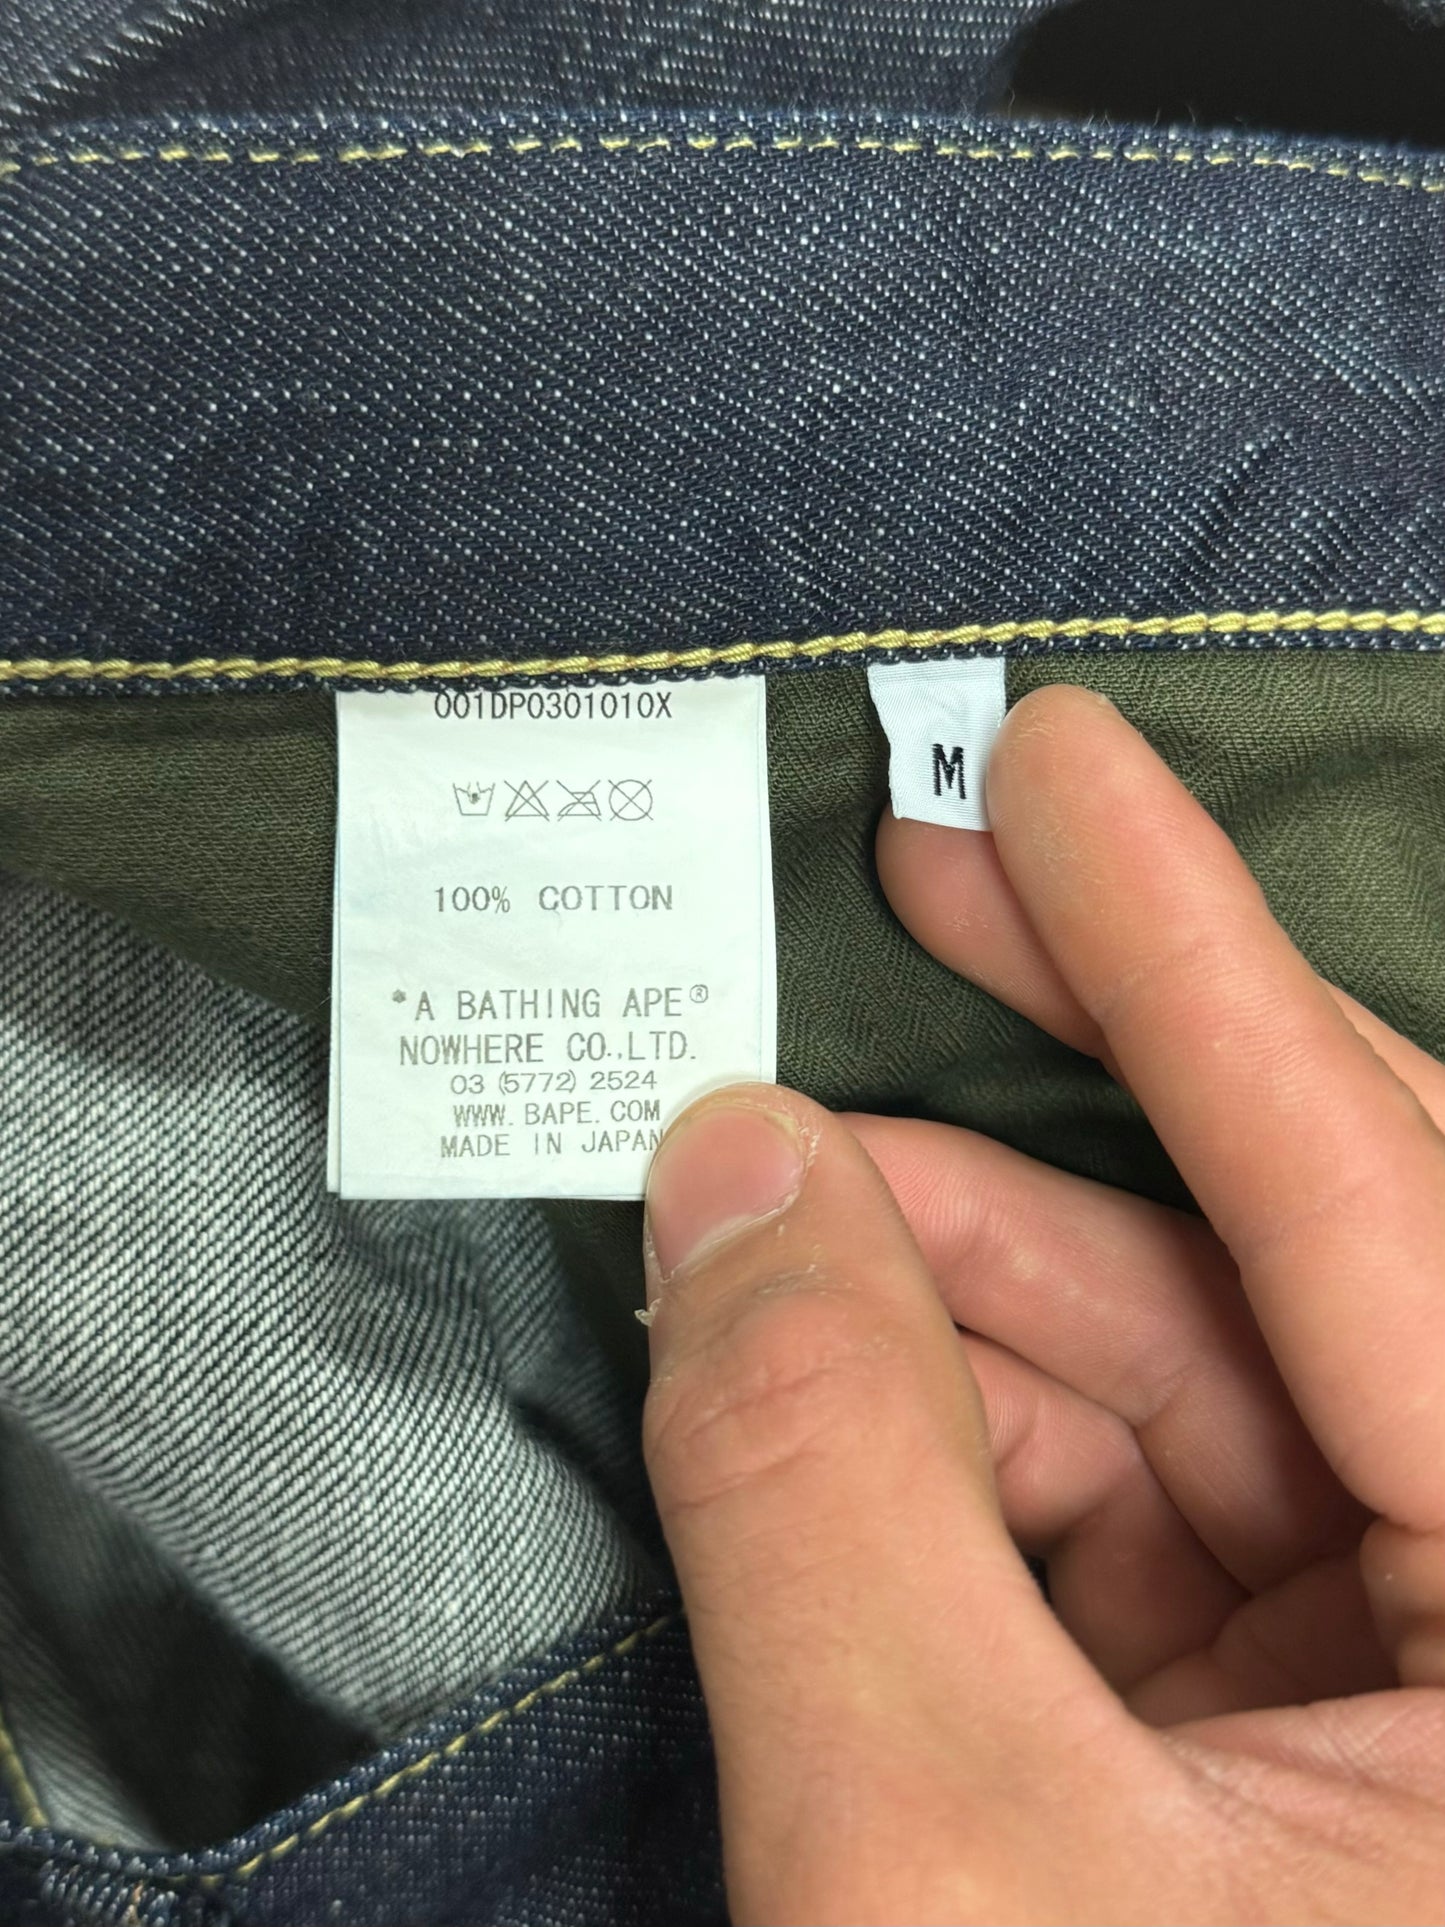 001DP0301010X
M
100% COTTON
*A BATHING APE®
NOWHERE CO.,LTD.
03 (5772) 2524
WWW. BAPE. COM
MADE IN JAPAN